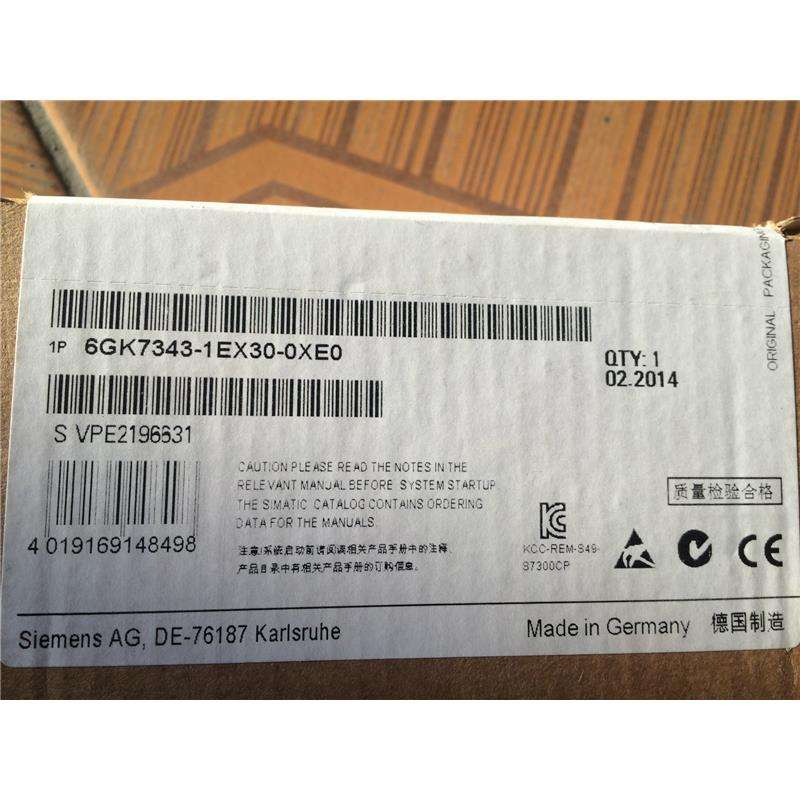 ORIGINAL PACKAGIN
1P 6GK7343-1EX30-0XE0
QTY: 1
02.2014
S VPE2196631
4 019169148498
CAUTION PLEASE READ THE NOTES IN THE
RELEVANT MANUAL BEFORE SYSTEM STARTUP.
THE SIMATIC CATALOG CONTAINS ORDERING
DATA FOR THE MANUALS.
注意!系统启动前请阅读相关产品手册中的注释、
产品目录中有相关产品手册的订购信息。
KCC-REM-S49-
S7300CP
质量检验合格
CE
Siemens AG, DE-76187 Karlsruhe
Made in Germany 德国制造